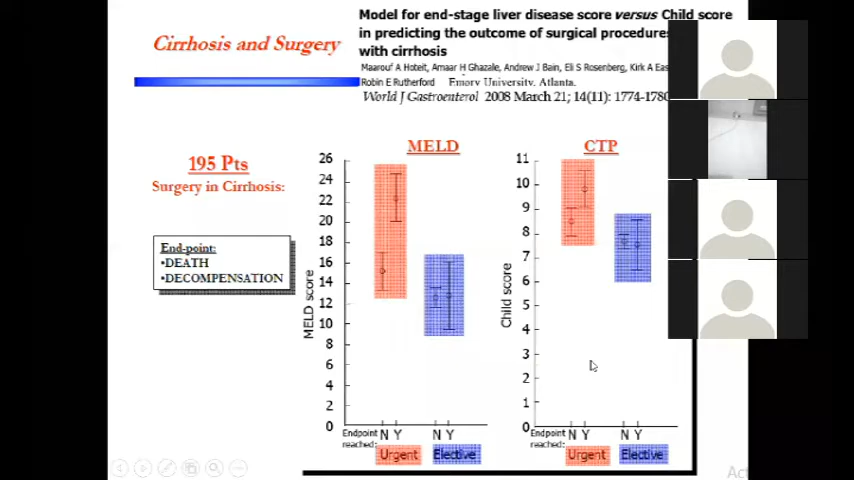 Cirrhosis and Surgery
Model for end-stage liver disease score versus Child score
in predicting the outcome of surgical procedures
with cirrhosis
Maarouf A Hoteit, Amaar H Ghazale, Andrew J Bain, Eli S Rosenberg, Kirk A
Robin E Rutherford Emory University, Atlanta.
World J Gastroenterol 2008 March 21; 14(11): 1774-1780
195 Pts
Surgery in Cirrhosis:
End-point:
•DEATH
•DECOMPENSATION
MELD
MELD score
26
24
22
20
18
16
14
12
10
8
6
4
2
0
Endpoint reached:
N Y N Y
Urgent Elective
CTP
Child score
11
10
9
8
7
6
5
4
3
2
1
0
Endpoint reached:
N Y N Y
Urgent Elective